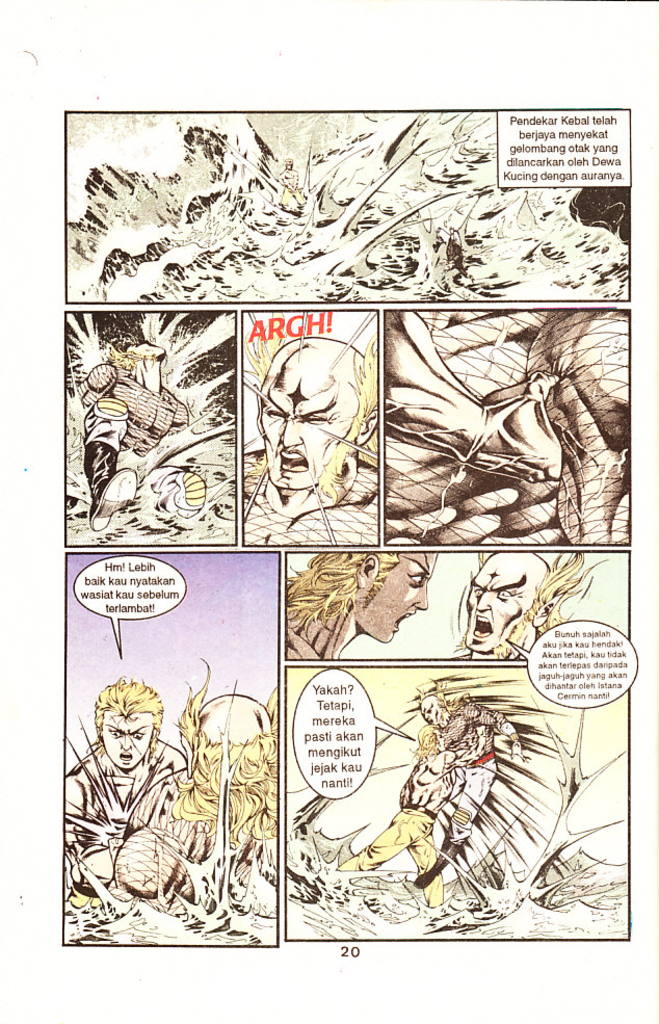 Pendekar Kebal telah
berjaya menyekat
gelombang otak yang
dilancarkan oleh Dewa
Kucing dengan auranya.
ARGH!
Hm! Lebih
baik kau nyatakan
wasiat kau sebelum
terlambat!
Bunuh sajalah
aku jika kau hendak!
Akan tetapi, kau tidak
akan terlepas daripada
jaguh-jaguh yang akan
dihantar oleh Istana
Cermin nanti!
Yakah?
Tetapi,
mereka
pasti akan
mengikut
jejak kau
nanti!
20